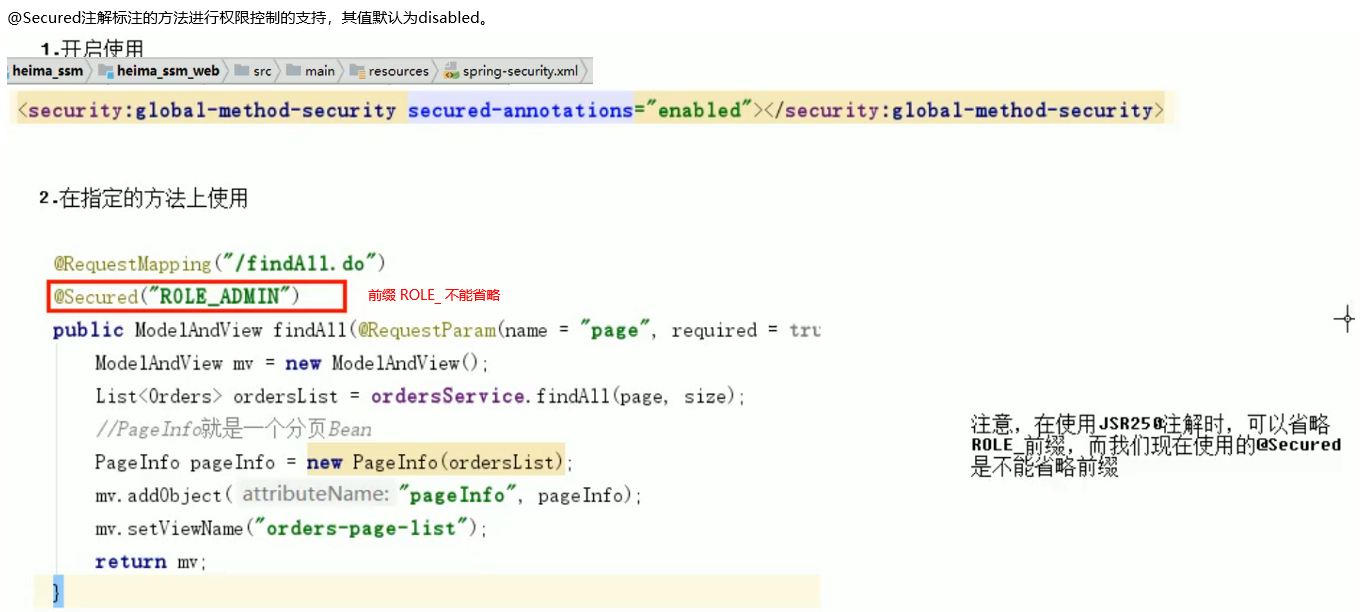 @Secured注解标注的方法进行权限控制的支持，其值默认为disabled。
1.开启使用
heima_ssm heima_ssm_web src main resources spring-security.xml
<security:global-method-security secured-annotations="enabled"></security:global-method-security>
2.在指定的方法上使用
@RequestMapping("/findAll.do")
@Secured("ROLE_ADMIN") 前缀 ROLE_ 不能省略
public ModelAndView findAll(@RequestParam(name = "page", required = tru
ModelAndView mv = new ModelAndView();
List<Orders> ordersList = ordersService.findAll(page, size);
//PageInfo就是一个分页Bean
PageInfo pageInfo = new PageInfo(ordersList);
mv.addObject( attributeName: "pageInfo", pageInfo);
mv.setViewName("orders-page-list");
return mv;
}
注意，在使用JSR250注解时，可以省略
ROLE_前缀，而我们现在使用的@Secured
是不能省略前缀